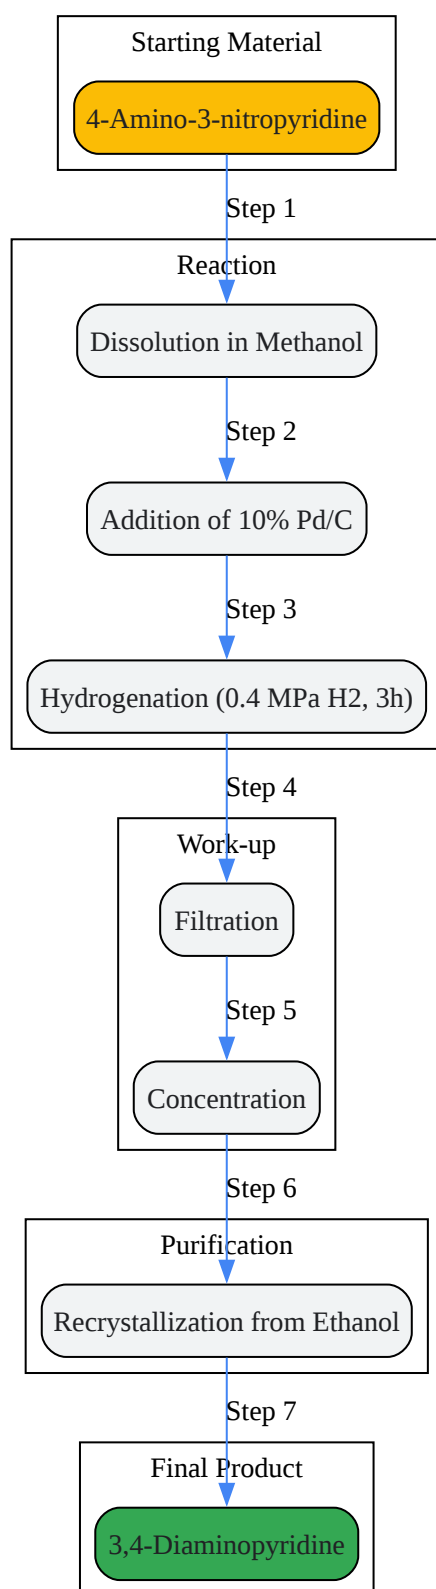 Starting Material
4-Amino-3-nitropyridine
Step 1
Reaction
Dissolution in Methanol
Step 2
Addition of 10% Pd/C
Step 3
Hydrogenation (0.4 MPa H2, 3h)
Step 4
Work-up
Filtration
Step 5
Concentration
Step 6
Purification
Recrystallization from Ethanol
Step 7
Final Product
3,4-Diaminopyridine